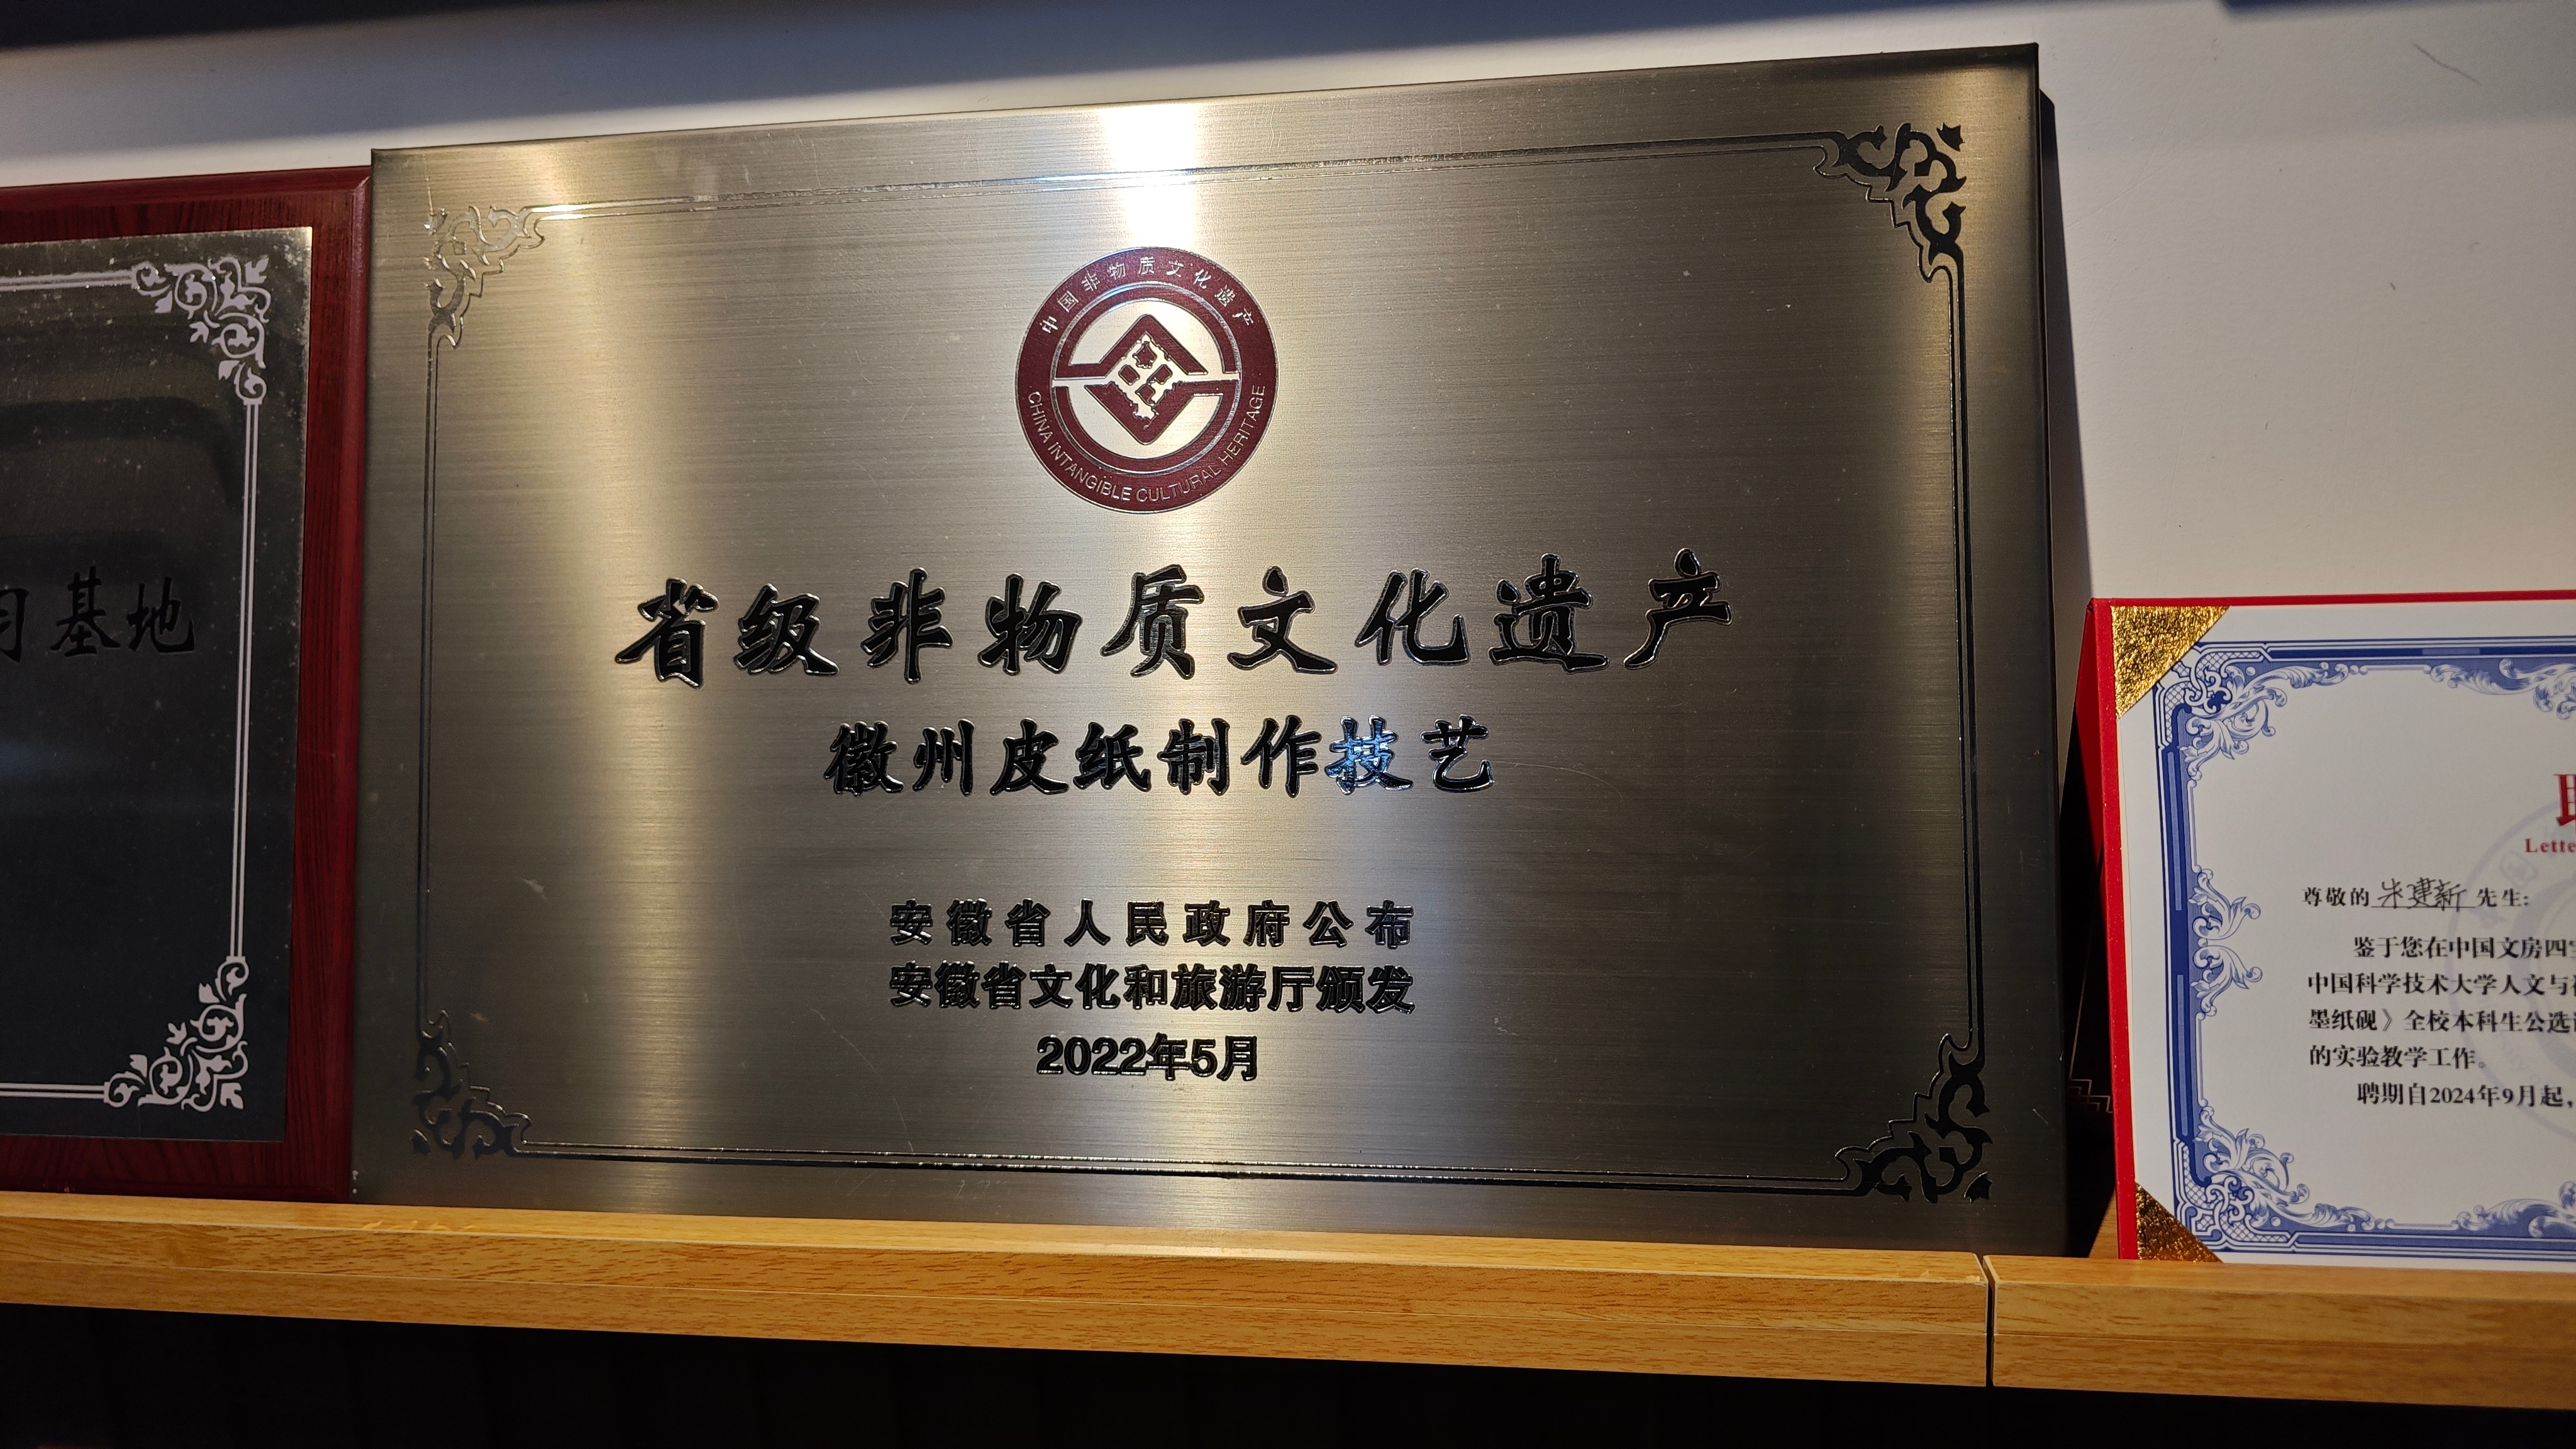 基地
中国非物质文化遗产
CHINA INTANGIBLE CULTURAL HERITAGE
省级非物质文化遗产
徽州皮纸制作技艺
安徽省人民政府公布
安徽省文化和旅游厅颁发
2022年5月
尊敬的朱建新先生:
鉴于您在中国文房四
中国科学技术大学人文与
墨纸砚》全校本科生公选
的实验教学工作。
聘期自2024年9月起,